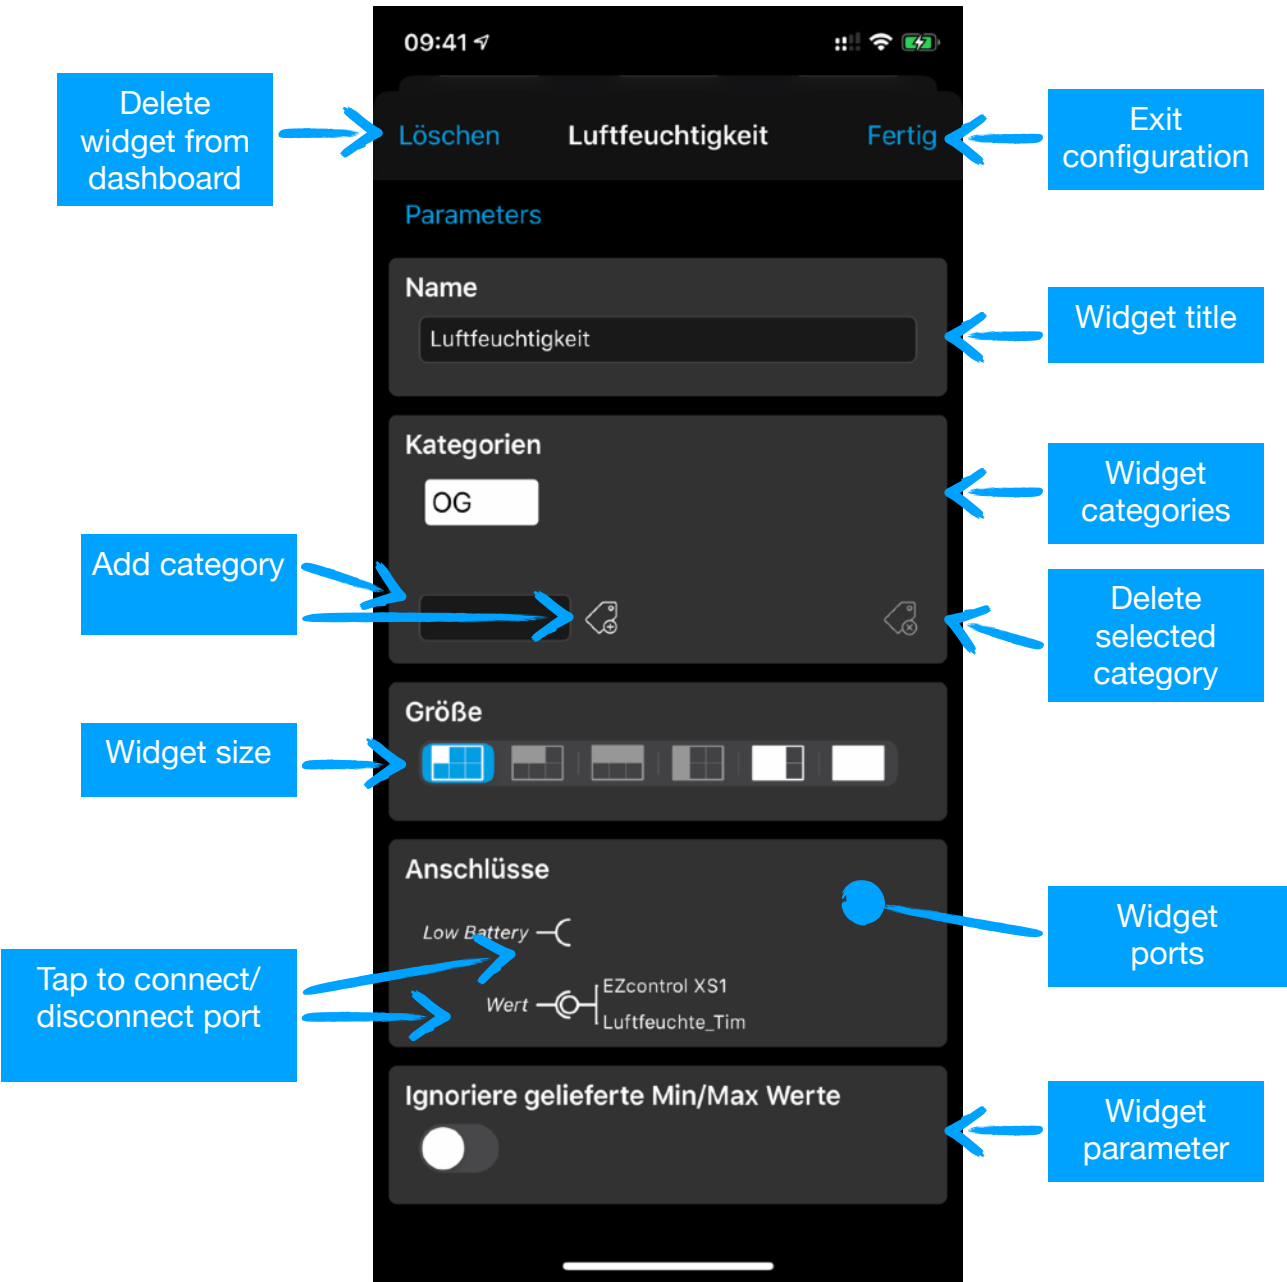 09:41
Delete
widget from
dashboard
Löschen
Luftfeuchtigkeit
Fertig
Exit
configuration
Parameters
Name
Luftfeuchtigkeit
Widget title
Kategorien
OG
Widget
categories
Add category
Delete
selected
category
Größe
Widget size
Anschlüsse
Low Battery
Widget
ports
Tap to connect/
disconnect port
Wert
EZcontrol XS1
Luftfeuchte_Tim
Ignoriere gelieferte Min/Max Werte
Widget
parameter